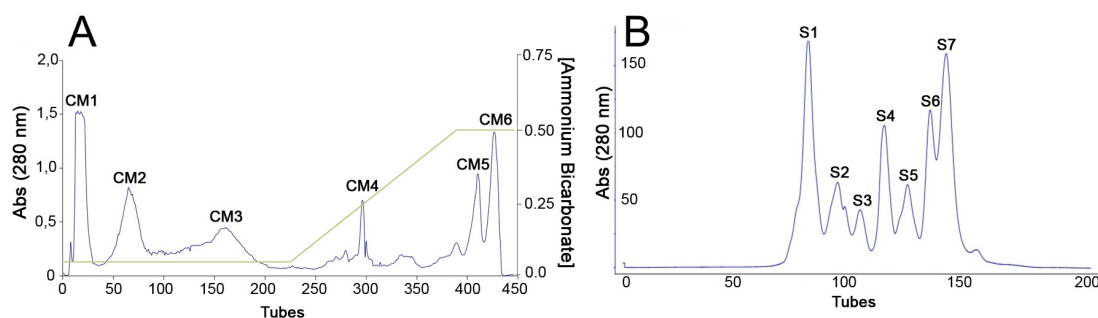 A
Abs (280 nm)
2,0
1,5
1,0
0,5
0
CM1
CM2
CM3
CM4
CM5
CM6
0.75
0.50
0.25
0.0
[Ammonium Bicarbonate]
0 50 100 150 200 250 300 350 400 450
Tubes
B
Abs (280 nm)
150
100
50
S1
S2
S3
S4
S5
S6
S7
0 50 100 150 200
Tubes